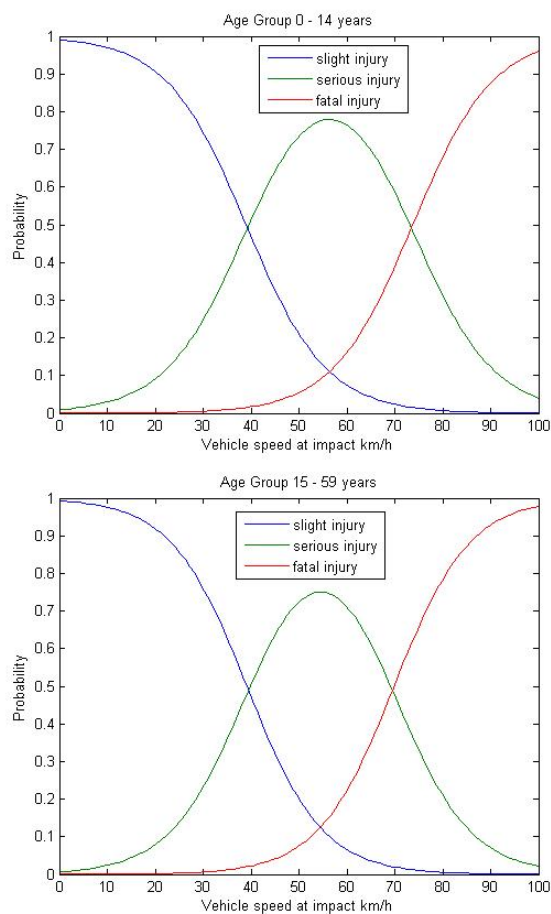 Age Group 0 - 14 years
1
0.9
0.8
0.7
0.6
0.5
0.4
0.3
0.2
0.1
0
Probability
slight injury
serious injury
fatal injury
0 10 20 30 40 50 60 70 80 90 100
Vehicle speed at impact km/h
Age Group 15 - 59 years
1
0.9
0.8
0.7
0.6
0.5
0.4
0.3
0.2
0.1
0
Probability
slight injury
serious injury
fatal injury
0 10 20 30 40 50 60 70 80 90 100
Vehicle speed at impact km/h